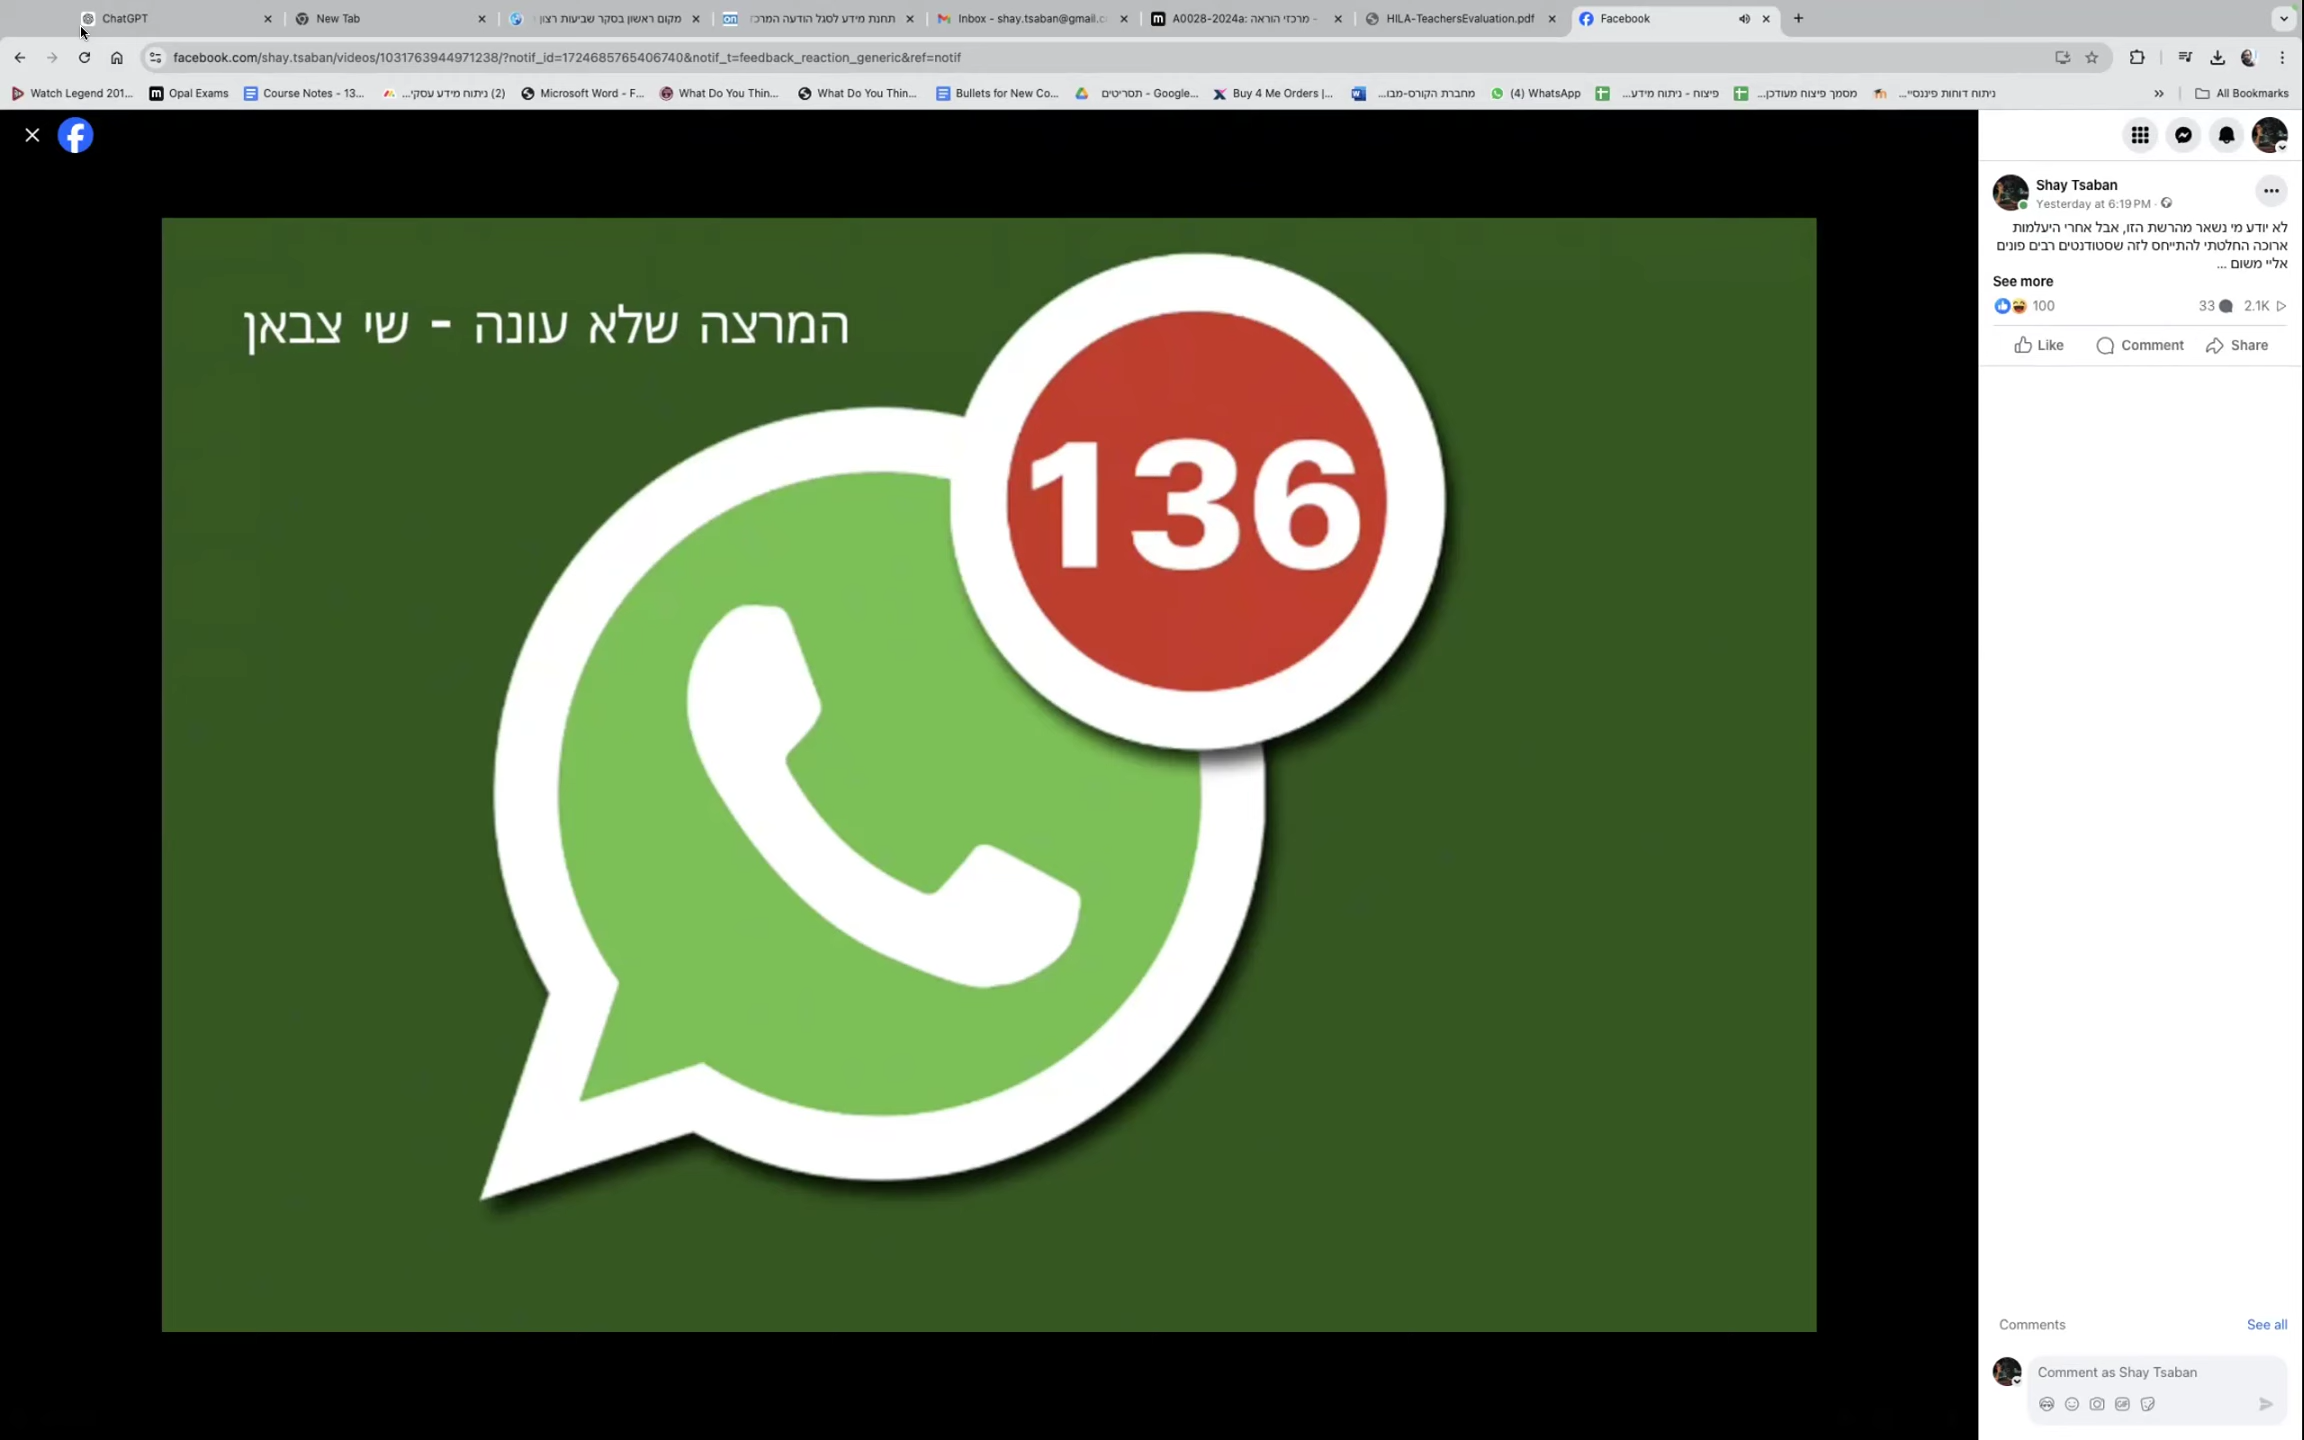 ChatGPT
New Tab
מקום ראשון בסקר שביעות רצון
תחנת מידע לסגל הודעה המרכז
Inbox - shay.tsaban@gmail.c
A0028-2024a: מרכזי הוראה -
HILA-TeachersEvaluation.pdf
Facebook
facebook.com/shay.tsaban/videos/1031763944971238/?notif_id=1724685765406740&notif_t=feedback_reaction_generic&ref=notif
Watch Legend 201...
Opal Exams
Course Notes - 13...
(2) ניתוח מידע עסקי...
Microsoft Word - F...
What Do You Thin...
What Do You Thin...
Bullets for New Co...
תסריטים - Google...
Buy 4 Me Orders |...
מחברת הקורס-מבו...
(4) WhatsApp
פיצוח - ניתוח מידע...
מסמך פיצוח מעודכן...
ניתוח דוחות פיננסיי...
All Bookmarks
המרצה שלא עונה - שי צבאן
136
Shay Tsaban
Yesterday at 6:19 PM ·
לא יודע מי נשאר מהרשת הזו, אבל אחרי היעלמות
ארוכה החלטתי להתייחס לזה שסטודנטים רבים פונים
אליי משום ...
See more
100
33
2.1K
Like
Comment
Share
Comments
See all
Comment as Shay Tsaban